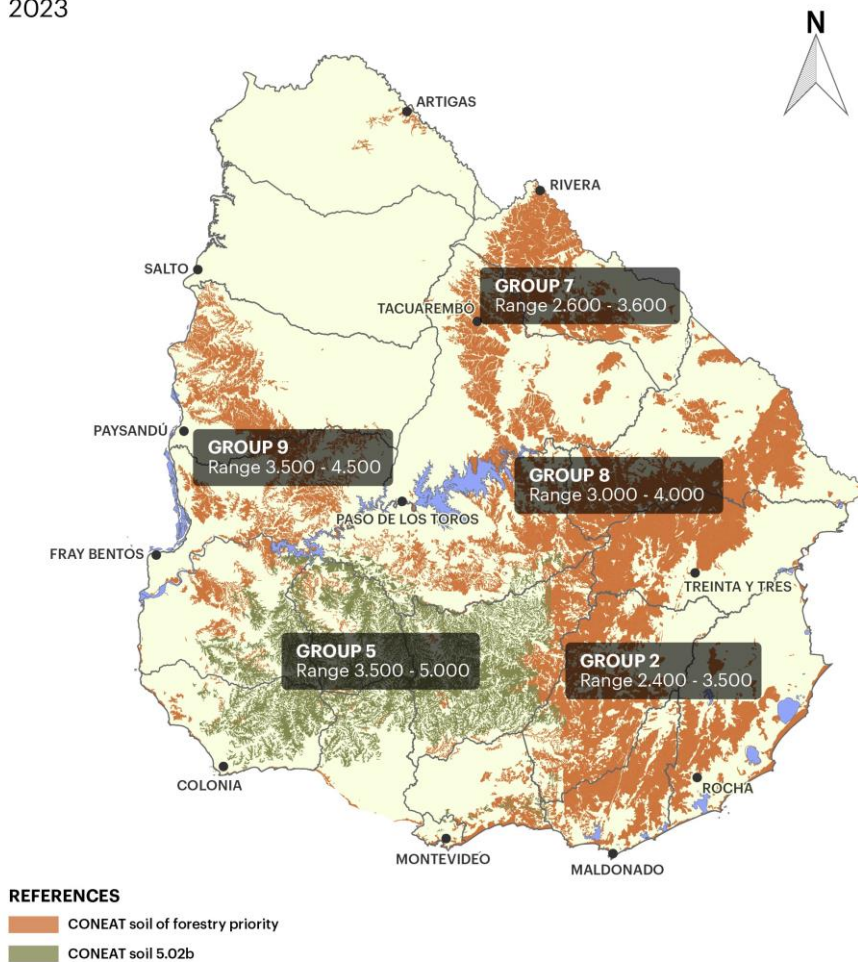 2023
N
ARTIGAS
RIVERA
SALTO
GROUP 7
Range 2.600 - 3.600
TACUAREMBÓ
PAYSANDÚ
GROUP 9
Range 3.500 - 4.500
GROUP 8
Range 3.000 - 4.000
PASO DE LOS TOROS
FRAY BENTOS
TREINTA Y TRES
GROUP 5
Range 3.500 - 5.000
GROUP 2
Range 2.400 - 3.500
COLONIA
ROCHA
MONTEVIDEO
MALDONADO
REFERENCES
CONEAT soil of forestry priority
CONEAT soil 5.02b